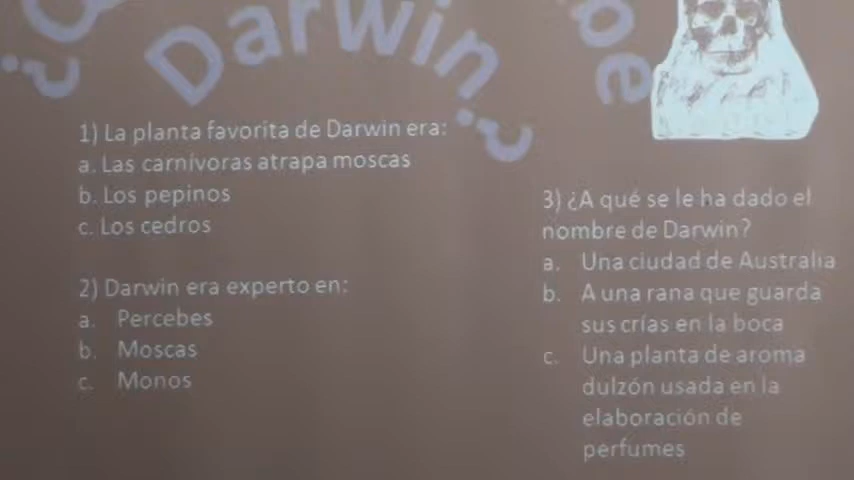 Darwin?
1) La planta favorita de Darwin era:
a. Las carnívoras atrapa moscas
b. Los pepinos
c. Los cedros
2) Darwin era experto en:
a. Percebes
b. Moscas
c. Monos
3) ¿A qué se le ha dado el
nombre de Darwin?
a. Una ciudad de Australia
b. A una rana que guarda
sus crías en la boca
c. Una planta de aroma
dulzón usada en la
elaboración de
perfumes